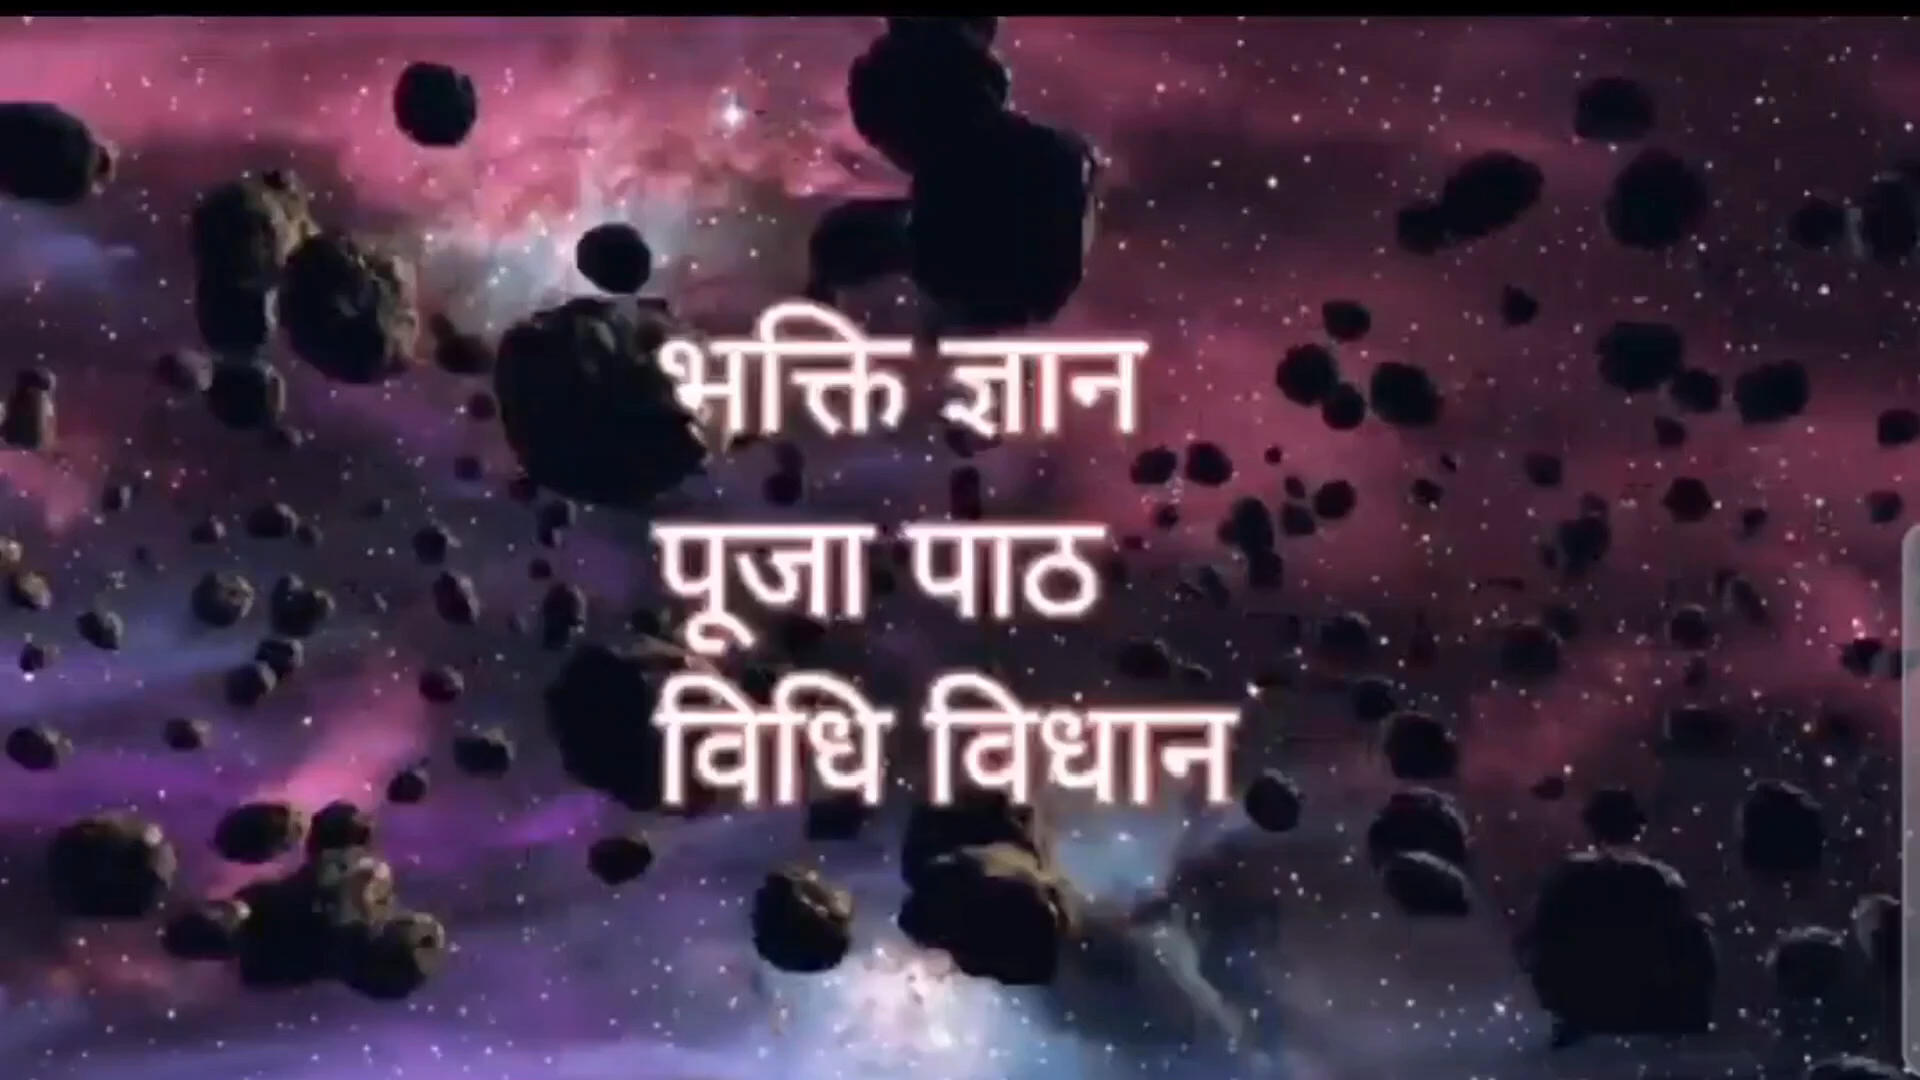 भक्ति ज्ञान
पूजा पाठ
विधि विधान